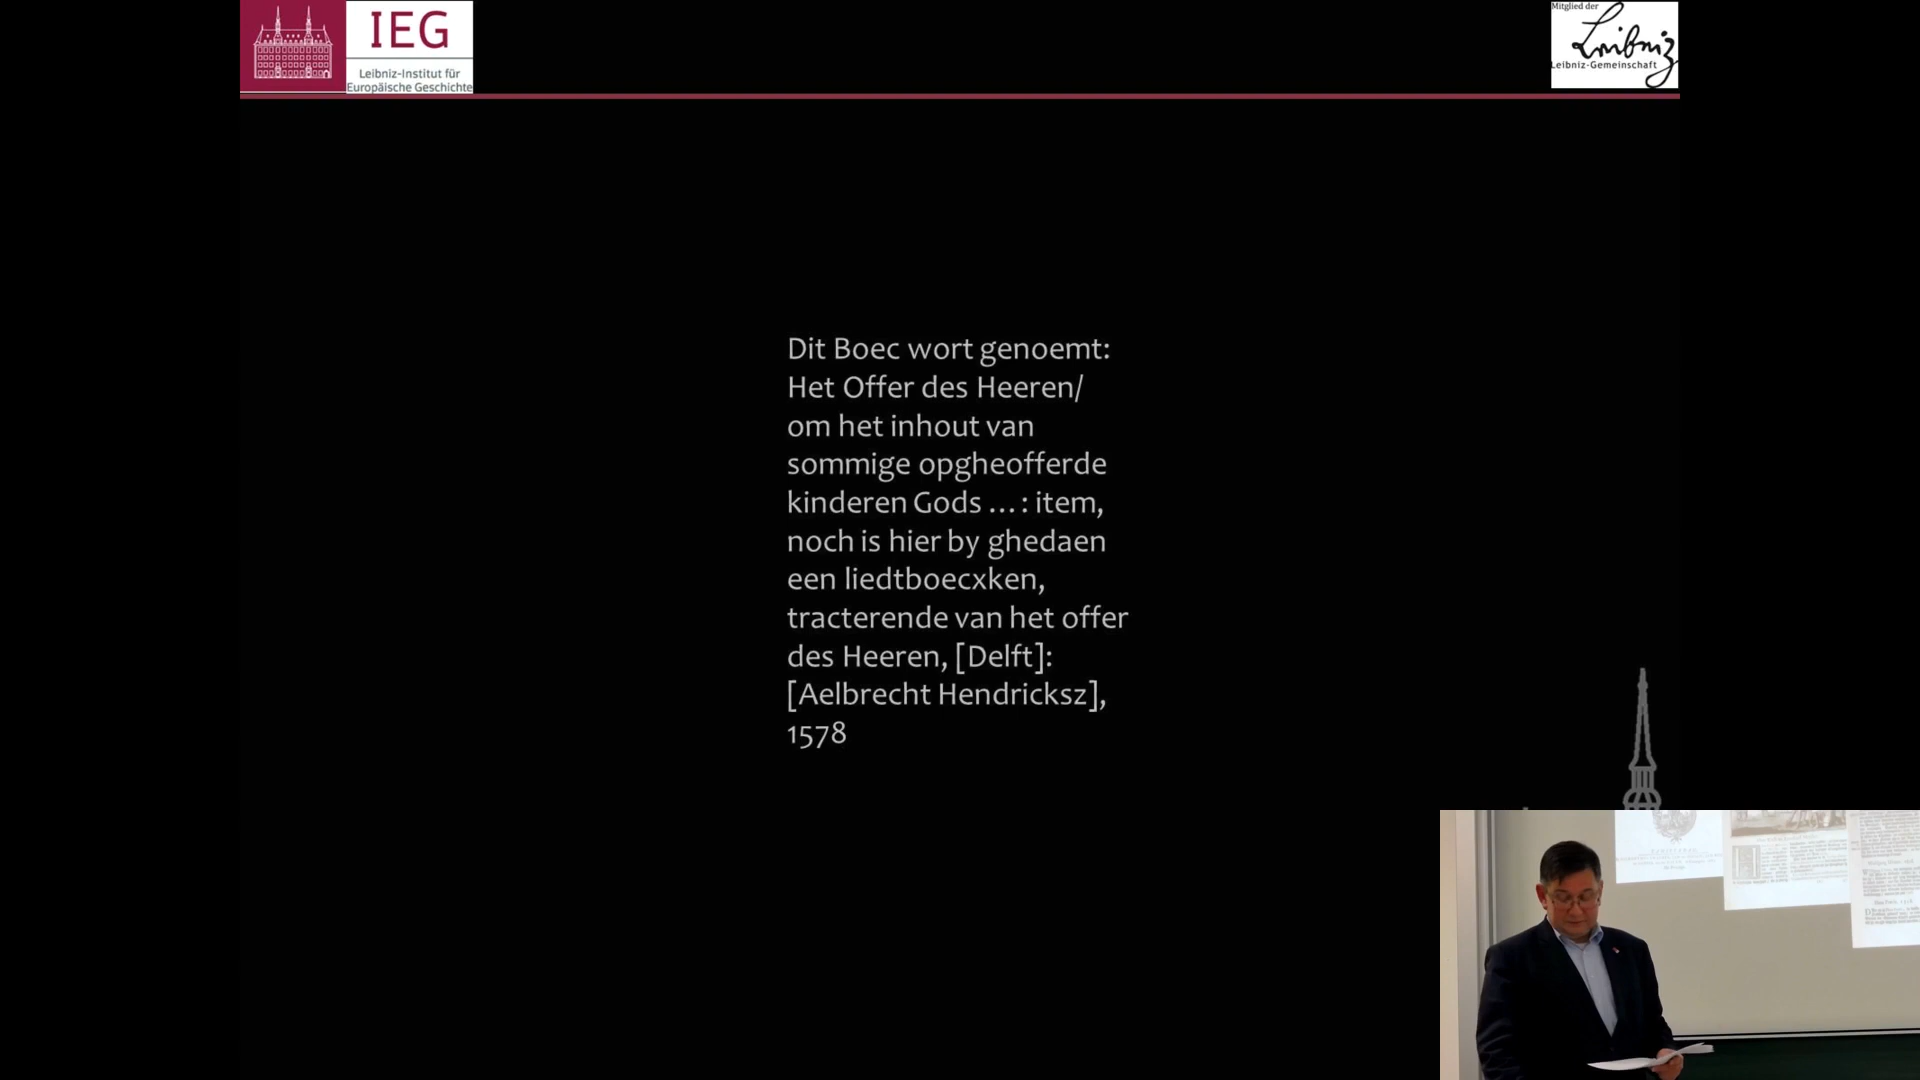 IEG
Leibniz-Institut für
Europäische Geschichte
Mitglied der
Leibniz
Leibniz-Gemeinschaft
Dit Boec wort genoemt:
Het Offer des Heeren/
om het inhout van
sommige opgheofferde
kinderen Gods ... : item,
noch is hier by ghedaen
een liedtboecxken,
tracterende van het offer
des Heeren, [Delft]:
[Aelbrecht Hendricksz],
1578